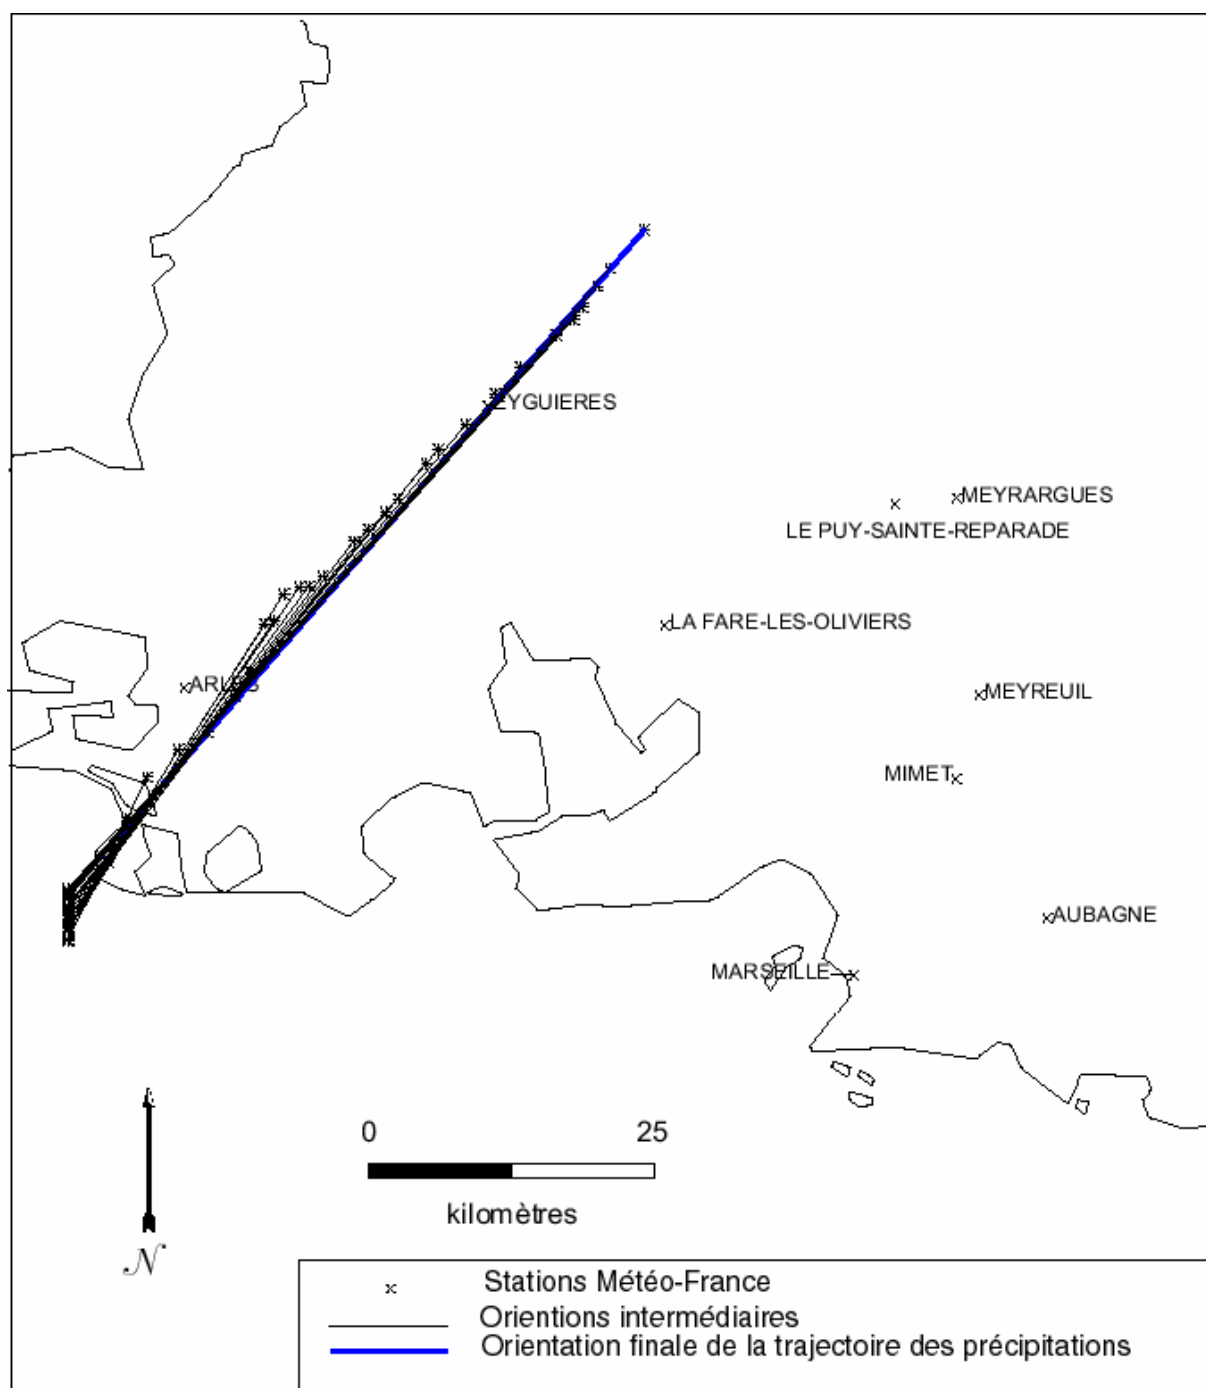 EYGUIERES
MEYRARGUES
LE PUY-SAINTE-REPARADE
LA FARE-LES-OLIVIERS
ARLES
MEYREUIL
MIMET
AUBAGNE
MARSEILLE
0 25
kilomètres
N
Stations Météo-France
Orientions intermédiaires
Orientation finale de la trajectoire des précipitations